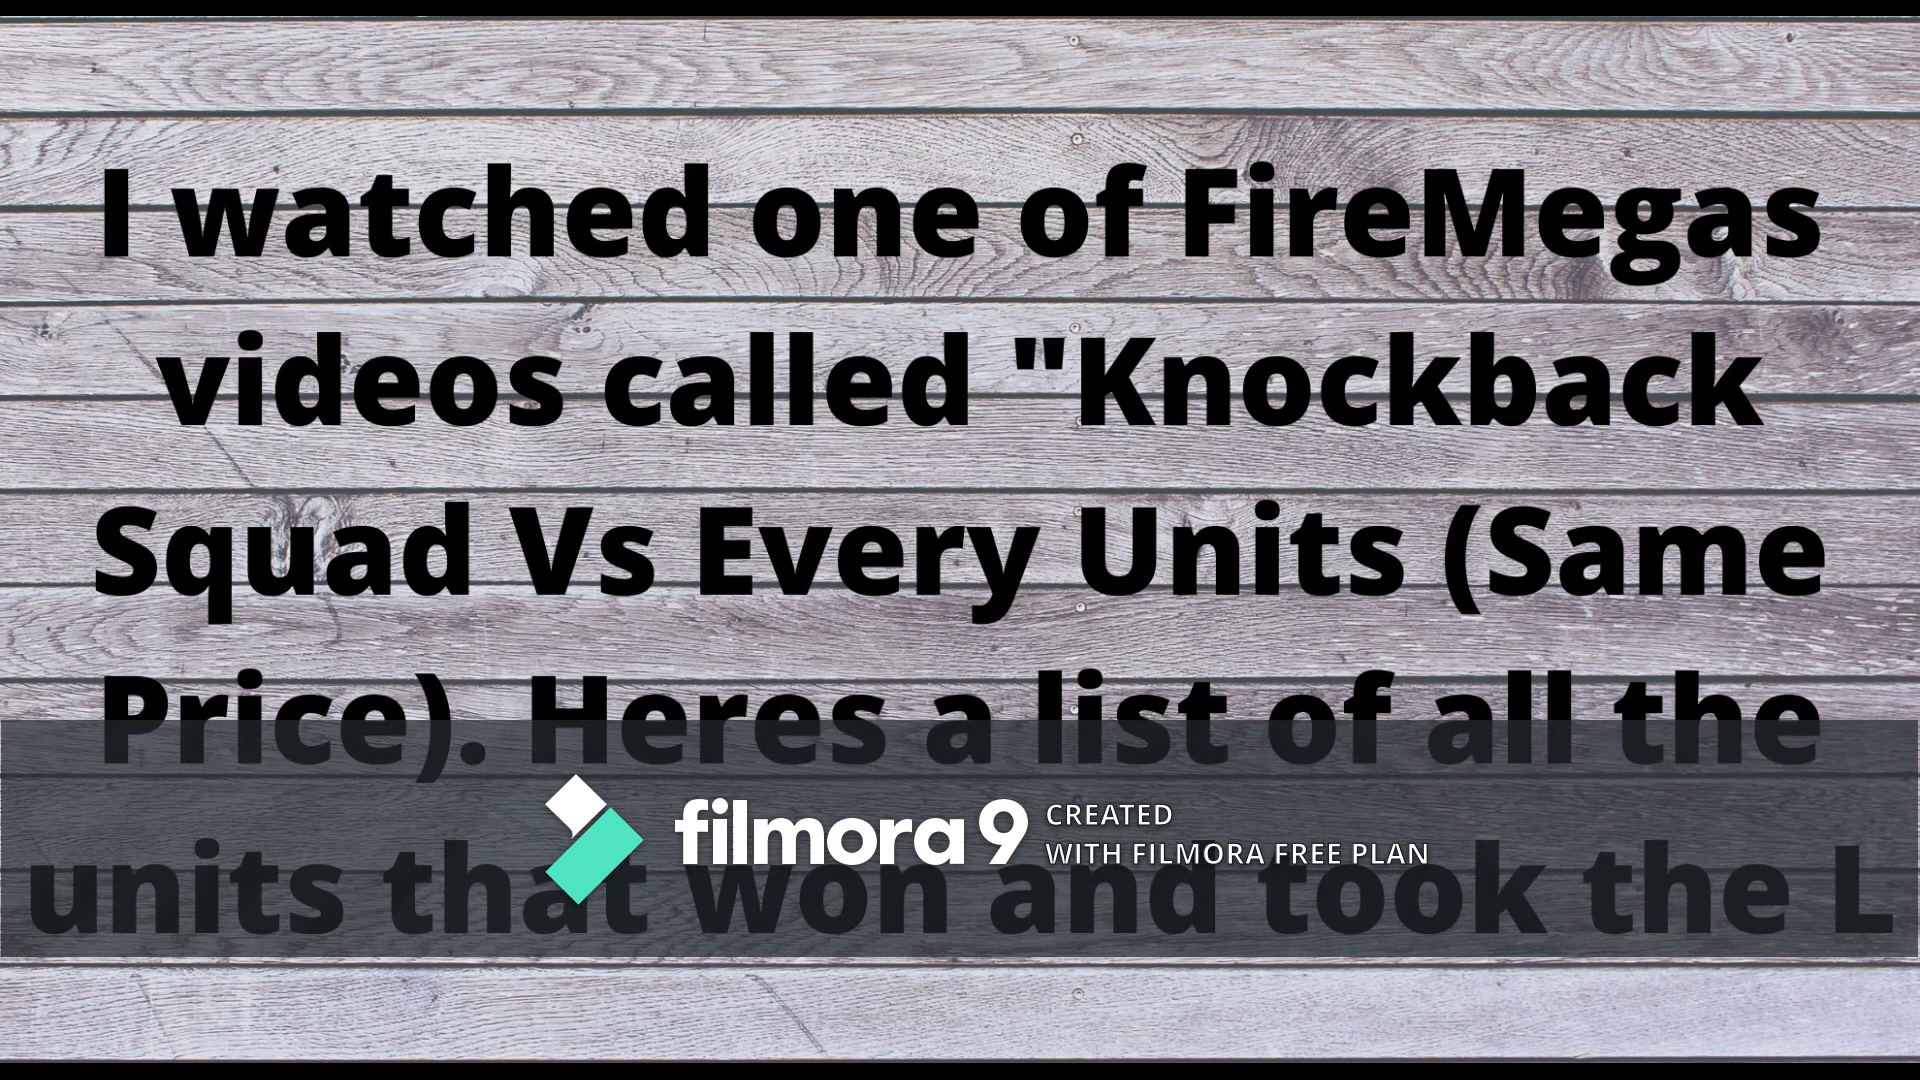 I watched one of FireMegas
videos called "Knockback
Squad Vs Every Units (Same
Price). Heres a list of all the
units that won and took the L
filmora 9
CREATED
WITH FILMORA FREE PLAN